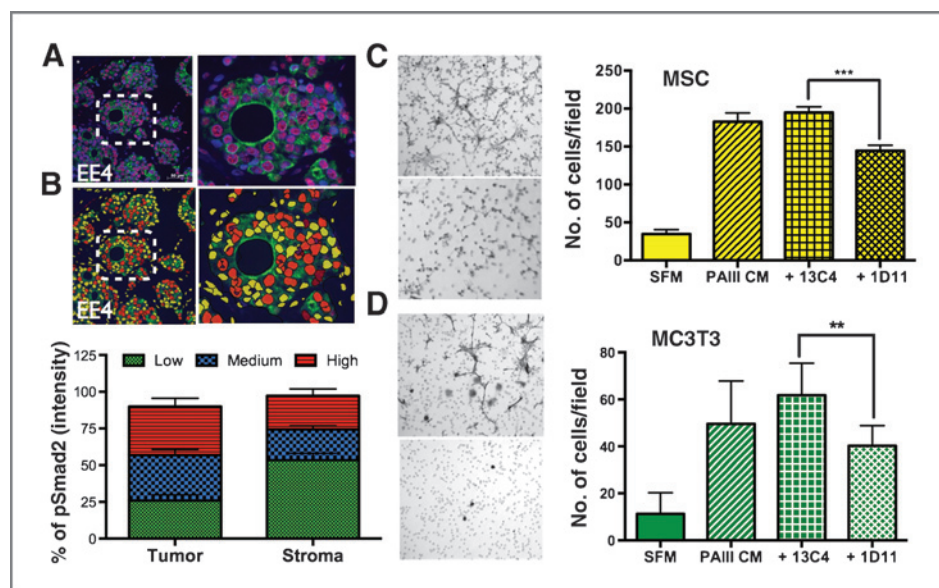 A
EE4
B
EE4
% of pSmad2 (intensity)
125
100
75
50
25
0
Low
Medium
High
Tumor
Stroma
C
MSC
No. of cells/field
250
200
150
100
50
0
***
SFM
PAIII CM
+ 13C4
+ 1D11
D
MC3T3
No. of cells/field
80
60
40
20
0
**
SFM
PAIII CM
+ 13C4
+ 1D11